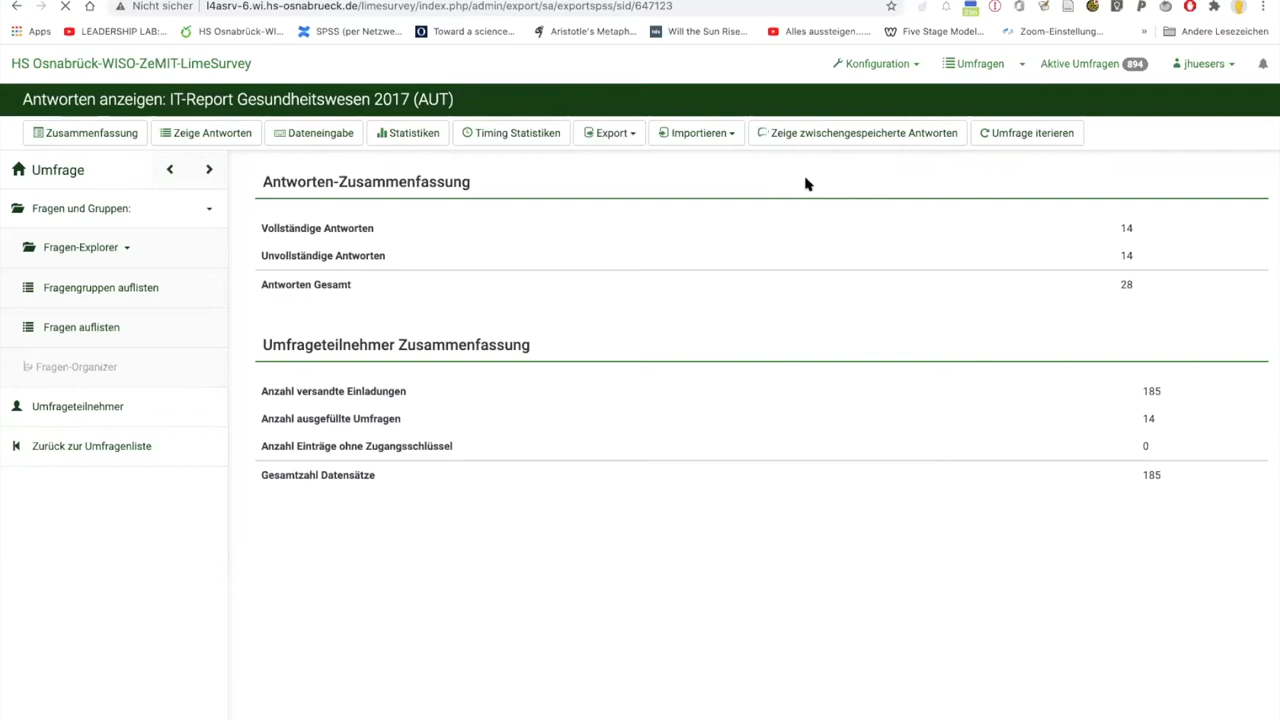 Nicht sicher | l4asrv-6.wi.hs-osnabrueck.de/limesurvey/index.php/admin/export/sa/exportspss/sid/647123
Apps LEADERSHIP LAB:... HS Osnabrück-WI... SPSS (per Netzwe... Toward a science... Aristotle's Metaph... Will the Sun Rise... Alles aussteigen...... Five Stage Model... Zoom-Einstellung... » Andere Lesezeichen
HS Osnabrück-WISO-ZeMIT-LimeSurvey Konfiguration Umfragen Aktive Umfragen 894 jhuesers
Antworten anzeigen: IT-Report Gesundheitswesen 2017 (AUT)
Zusammenfassung Zeige Antworten Dateneingabe Statistiken Timing Statistiken Export Importieren Zeige zwischengespeicherte Antworten Umfrage iterieren
Umfrage
Fragen und Gruppen:
Fragen-Explorer
Fragengruppen auflisten
Fragen auflisten
Fragen-Organizer
Umfrageteilnehmer
Zurück zur Umfragenliste
Antworten-Zusammenfassung
Vollständige Antworten 14
Unvollständige Antworten 14
Antworten Gesamt 28
Umfrageteilnehmer Zusammenfassung
Anzahl versandte Einladungen 185
Anzahl ausgefüllte Umfragen 14
Anzahl Einträge ohne Zugangsschlüssel 0
Gesamtzahl Datensätze 185